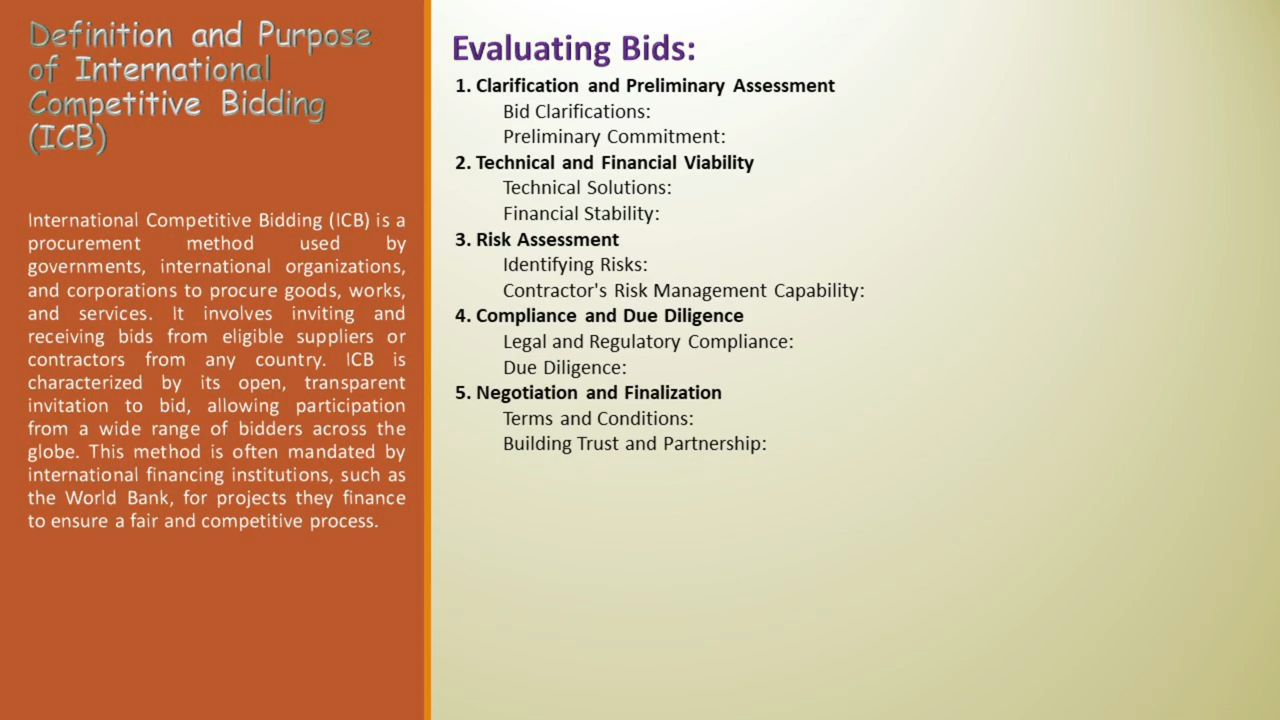 Definition and Purpose
of International
Competitive Bidding
(ICB)
International Competitive Bidding (ICB) is a
procurement method used by
governments, international organizations,
and corporations to procure goods, works,
and services. It involves inviting and
receiving bids from eligible suppliers or
contractors from any country. ICB is
characterized by its open, transparent
invitation to bid, allowing participation
from a wide range of bidders across the
globe. This method is often mandated by
international financing institutions, such as
the World Bank, for projects they finance
to ensure a fair and competitive process.
Evaluating Bids:
1. Clarification and Preliminary Assessment
Bid Clarifications:
Preliminary Commitment:
2. Technical and Financial Viability
Technical Solutions:
Financial Stability:
3. Risk Assessment
Identifying Risks:
Contractor's Risk Management Capability:
4. Compliance and Due Diligence
Legal and Regulatory Compliance:
Due Diligence:
5. Negotiation and Finalization
Terms and Conditions:
Building Trust and Partnership: